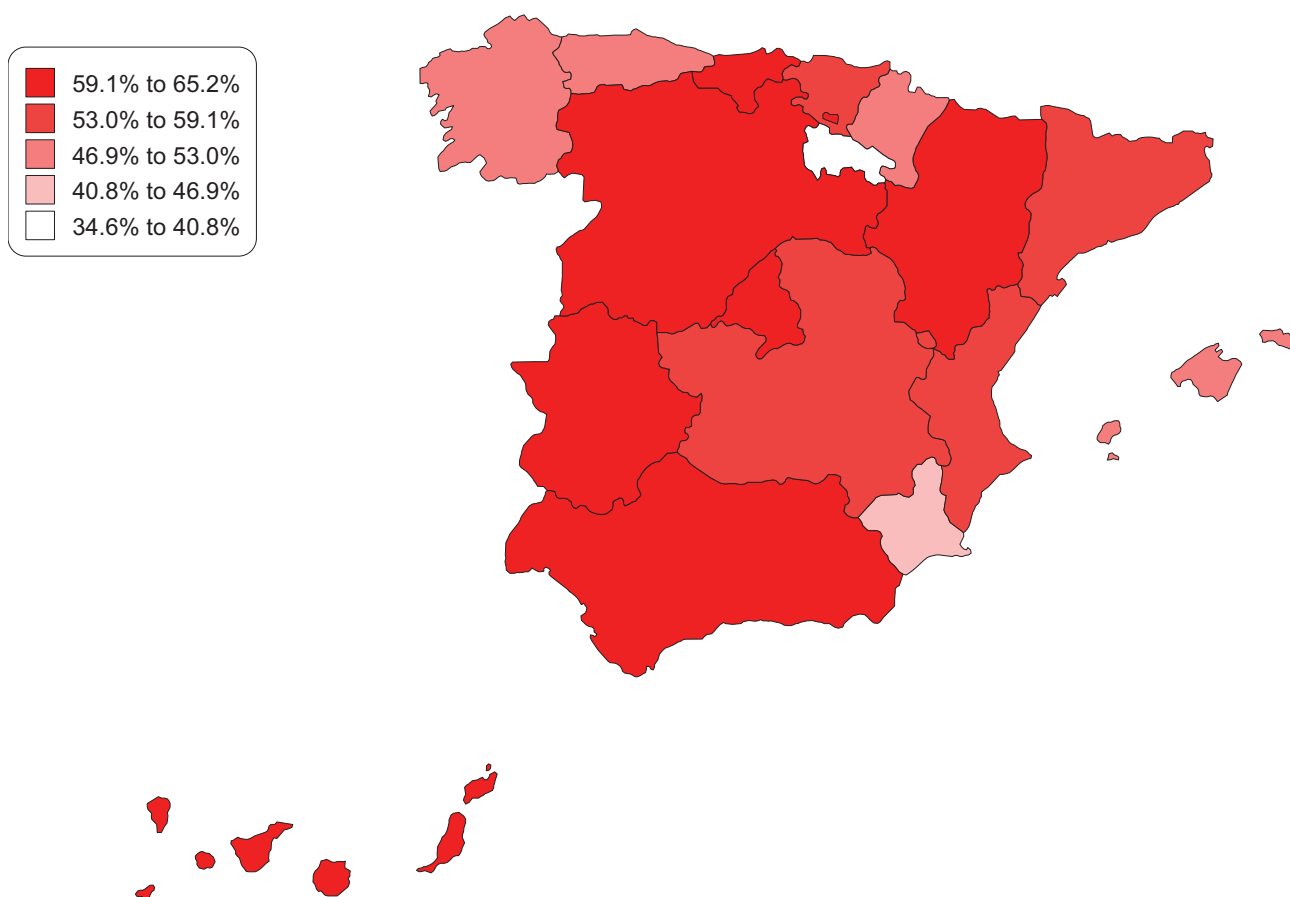 59.1% to 65.2%
53.0% to 59.1%
46.9% to 53.0%
40.8% to 46.9%
34.6% to 40.8%